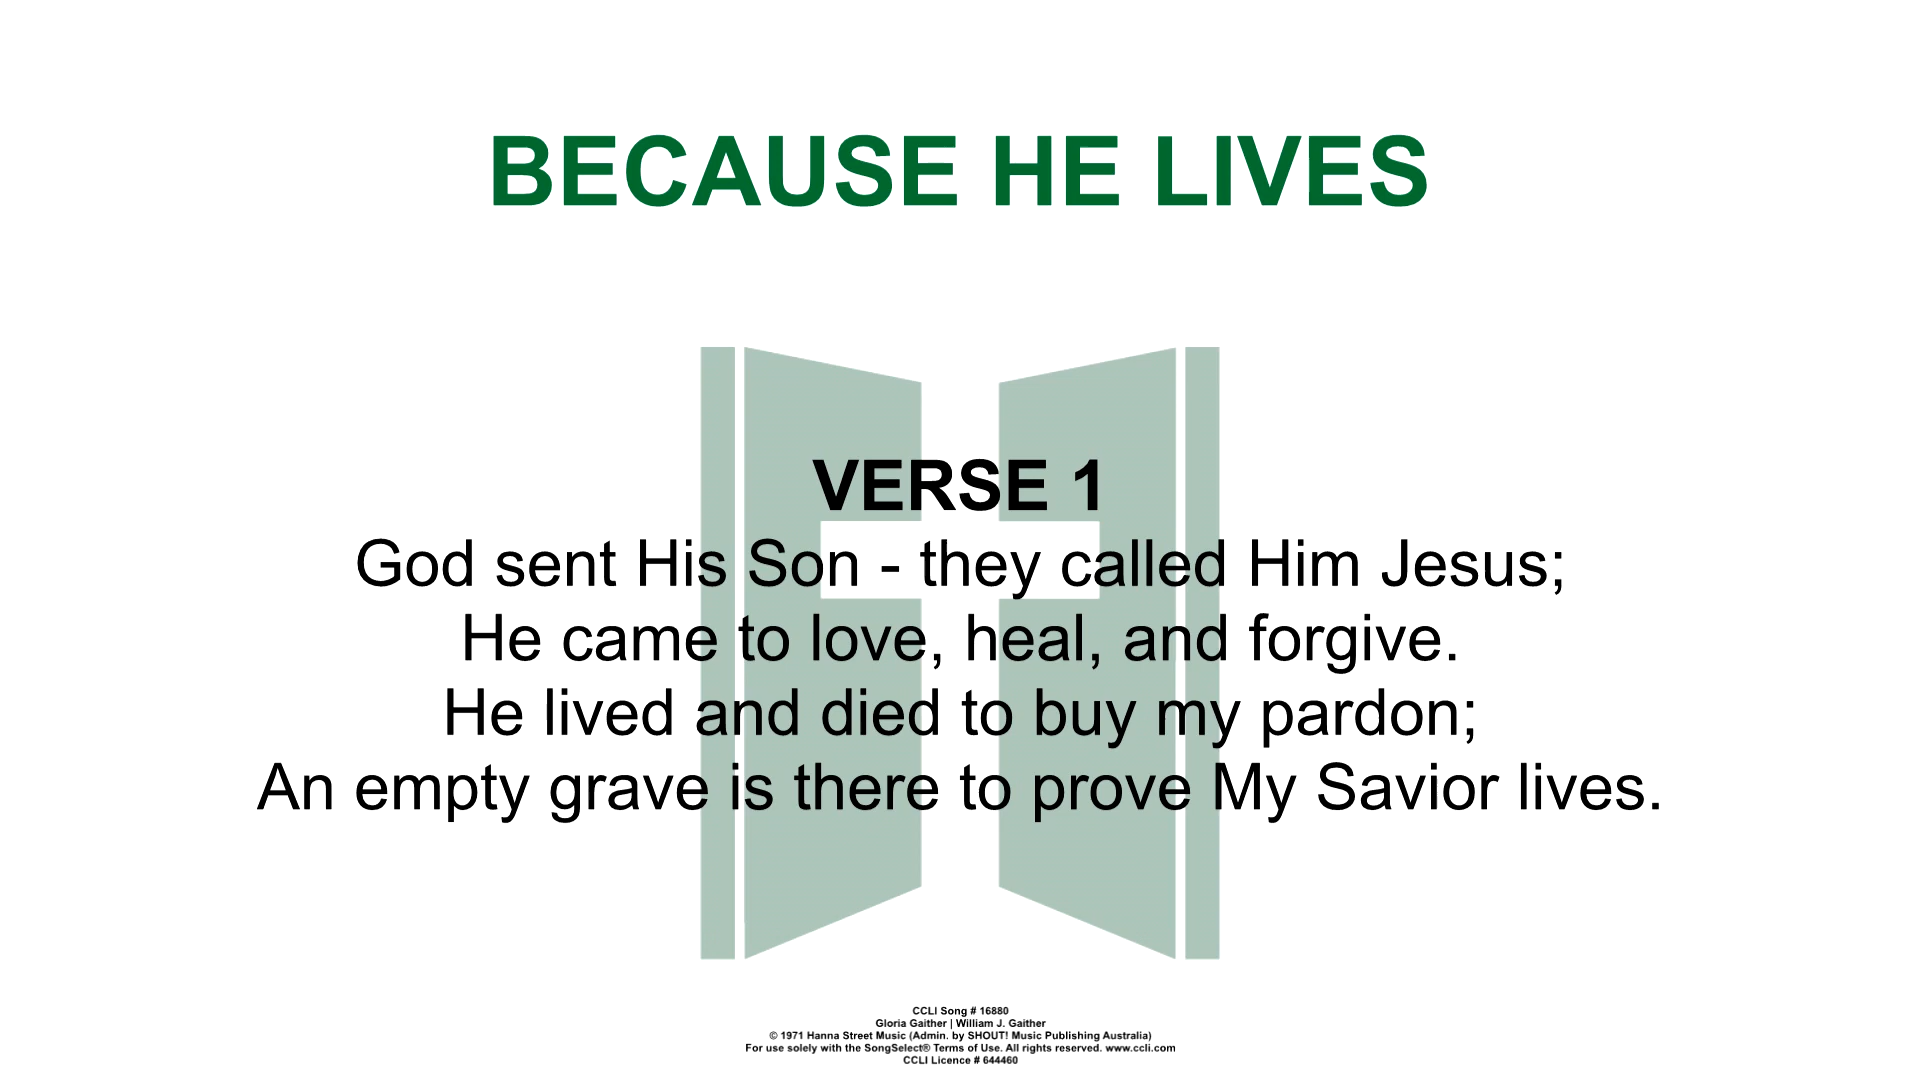 BECAUSE HE LIVES
VERSE 1
God sent His Son - they called Him Jesus;
He came to love, heal, and forgive.
He lived and died to buy my pardon;
An empty grave is there to prove My Savior lives.
CCLI Song # 16880
Gloria Gaither | William J. Gaither
© 1971 Hanna Street Music (Admin. by SHOUT! Music Publishing Australia)
For use solely with the SongSelect® Terms of Use. All rights reserved. www.ccli.com
CCLI Licence # 644460